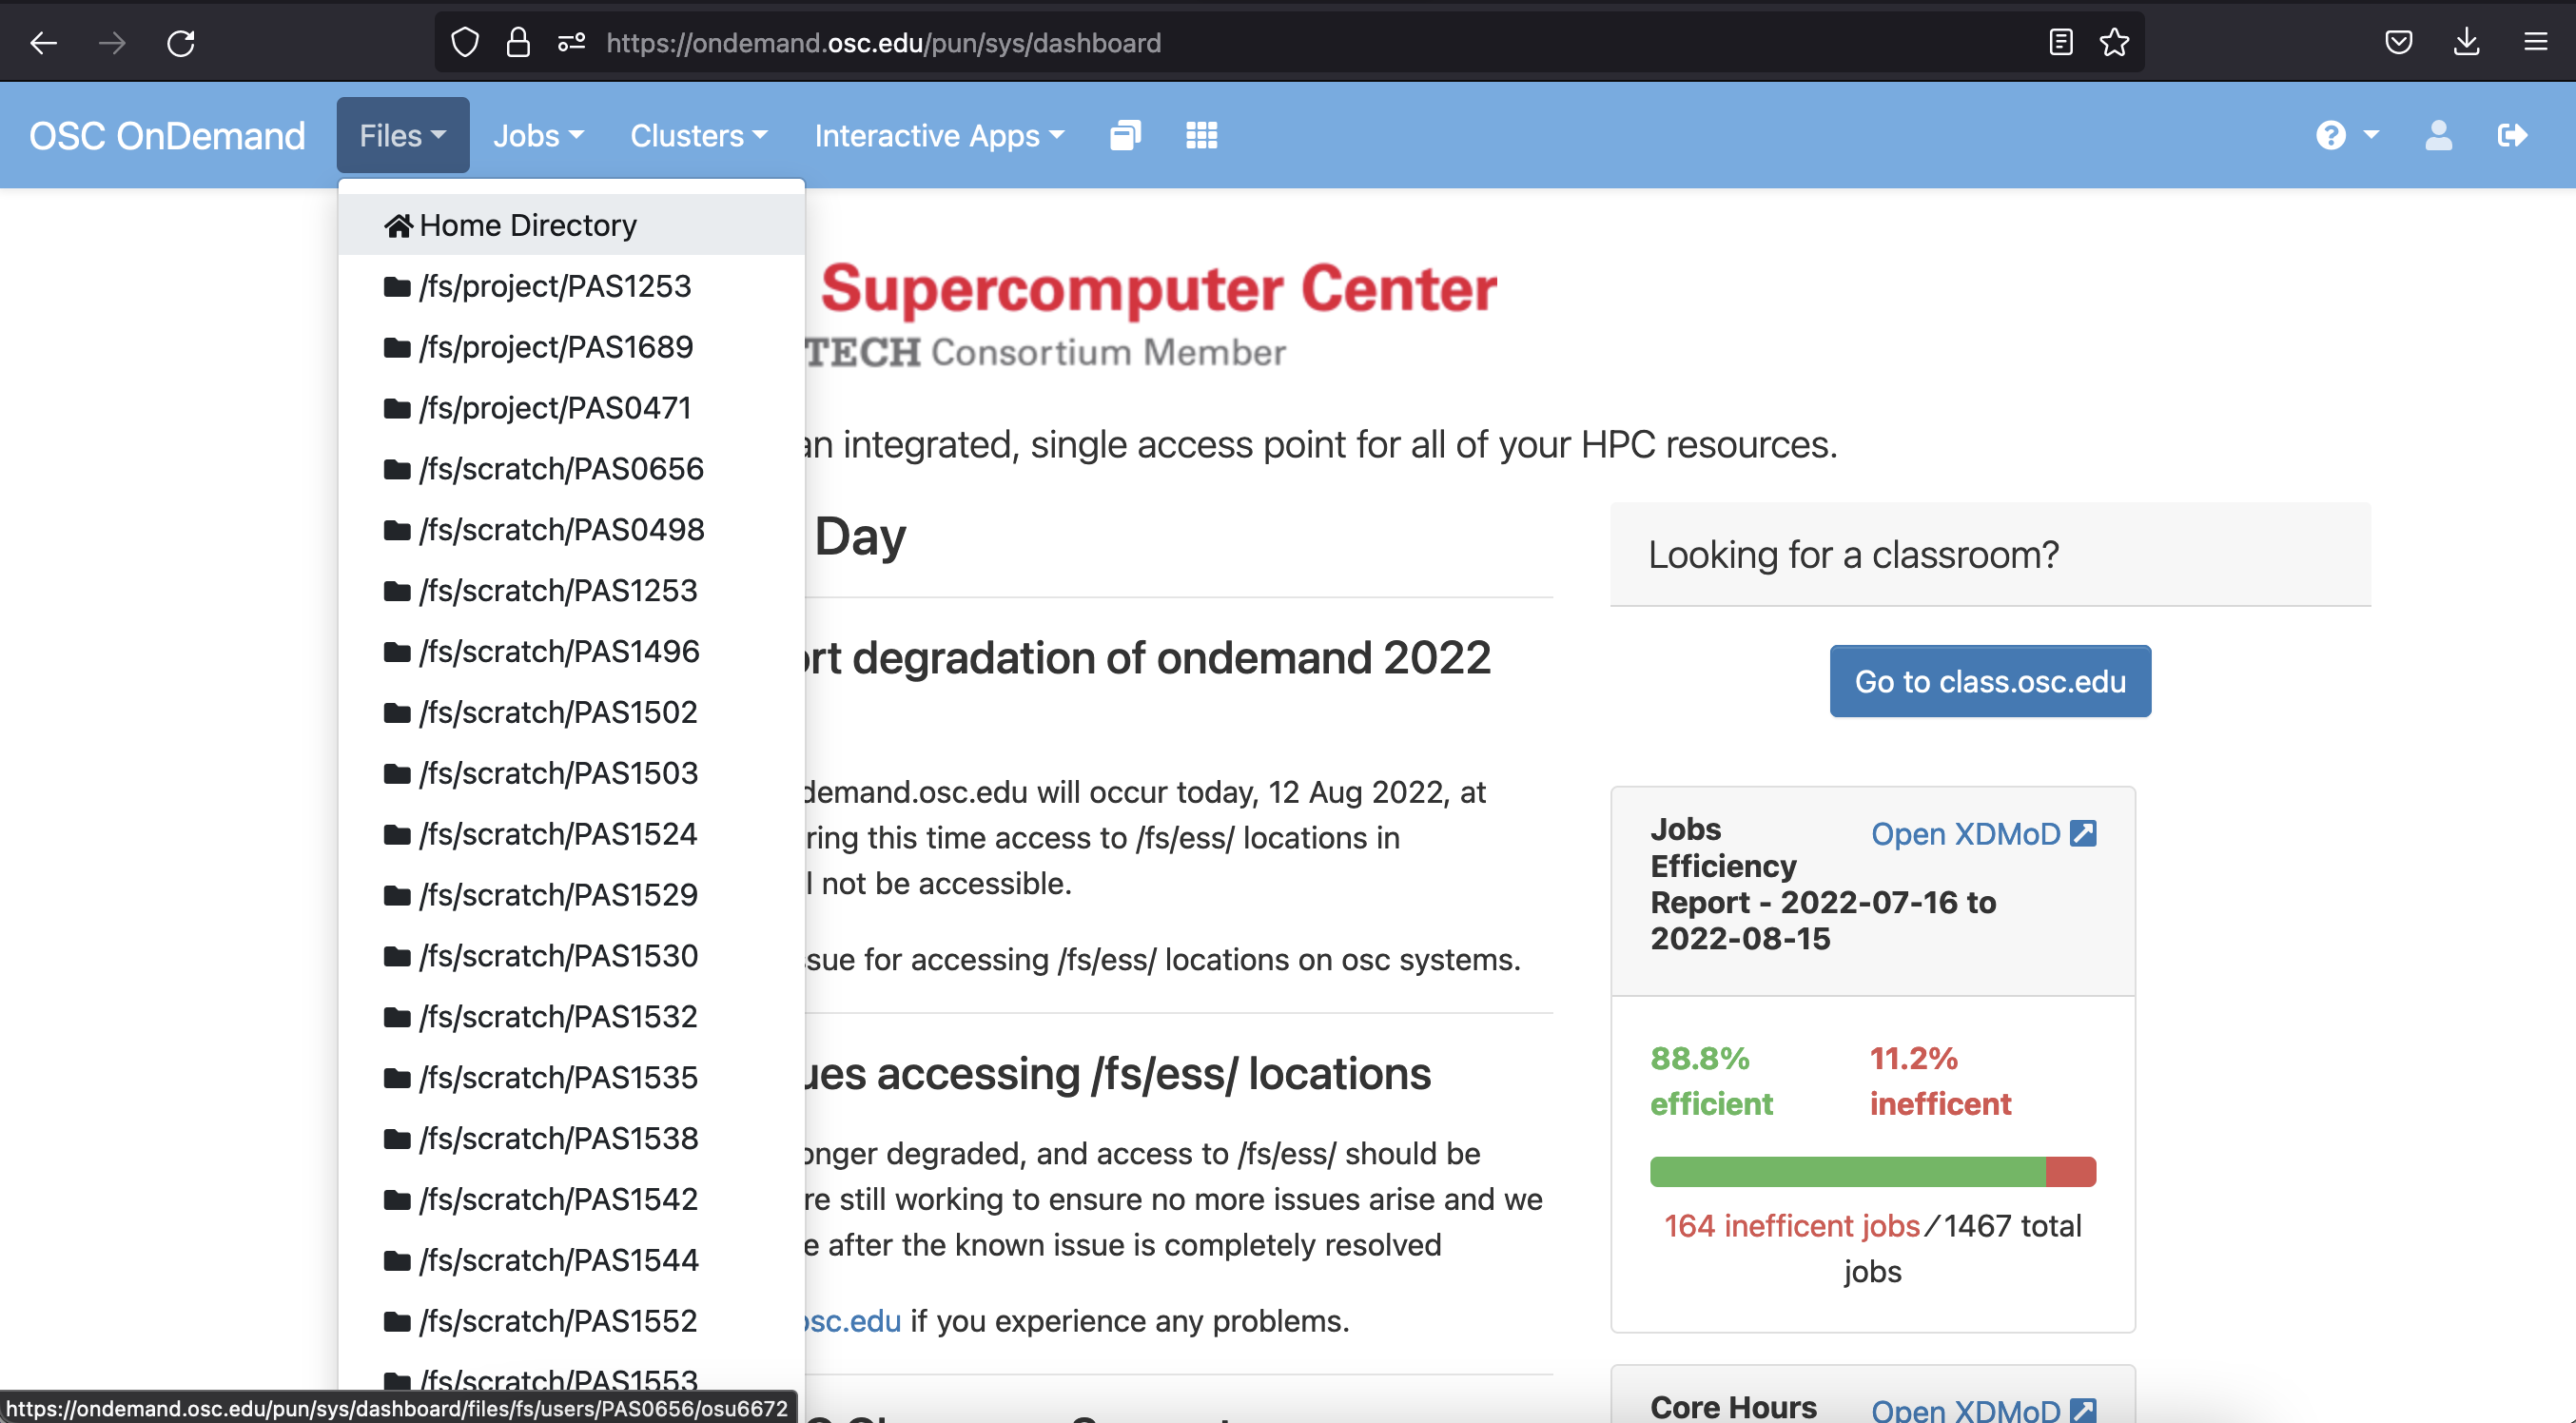 https://ondemand.osc.edu/pun/sys/dashboard
OSC OnDemand Files Jobs Clusters Interactive Apps
Home Directory
/fs/project/PAS1253
/fs/project/PAS1689
/fs/project/PAS0471
/fs/scratch/PAS0656
/fs/scratch/PAS0498
/fs/scratch/PAS1253
/fs/scratch/PAS1496
/fs/scratch/PAS1502
/fs/scratch/PAS1503
/fs/scratch/PAS1524
/fs/scratch/PAS1529
/fs/scratch/PAS1530
/fs/scratch/PAS1532
/fs/scratch/PAS1535
/fs/scratch/PAS1538
/fs/scratch/PAS1542
/fs/scratch/PAS1544
/fs/scratch/PAS1552
/fs/scratch/PAS1553
Supercomputer Center
TECH Consortium Member
an integrated, single access point for all of your HPC resources.
Day
ort degradation of ondemand 2022
demand.osc.edu will occur today, 12 Aug 2022, at
ring this time access to /fs/ess/ locations in
l not be accessible.
sue for accessing /fs/ess/ locations on osc systems.
ues accessing /fs/ess/ locations
onger degraded, and access to /fs/ess/ should be
re still working to ensure no more issues arise and we
e after the known issue is completely resolved
osc.edu if you experience any problems.
Looking for a classroom?
Go to class.osc.edu
Jobs
Efficiency
Report - 2022-07-16 to
2022-08-15
Open XDMoD
88.8%
efficient
11.2%
inefficent
164 inefficent jobs/1467 total
jobs
Core Hours
Open XDMoD
https://ondemand.osc.edu/pun/sys/dashboard/files/fs/users/PAS0656/osu6672